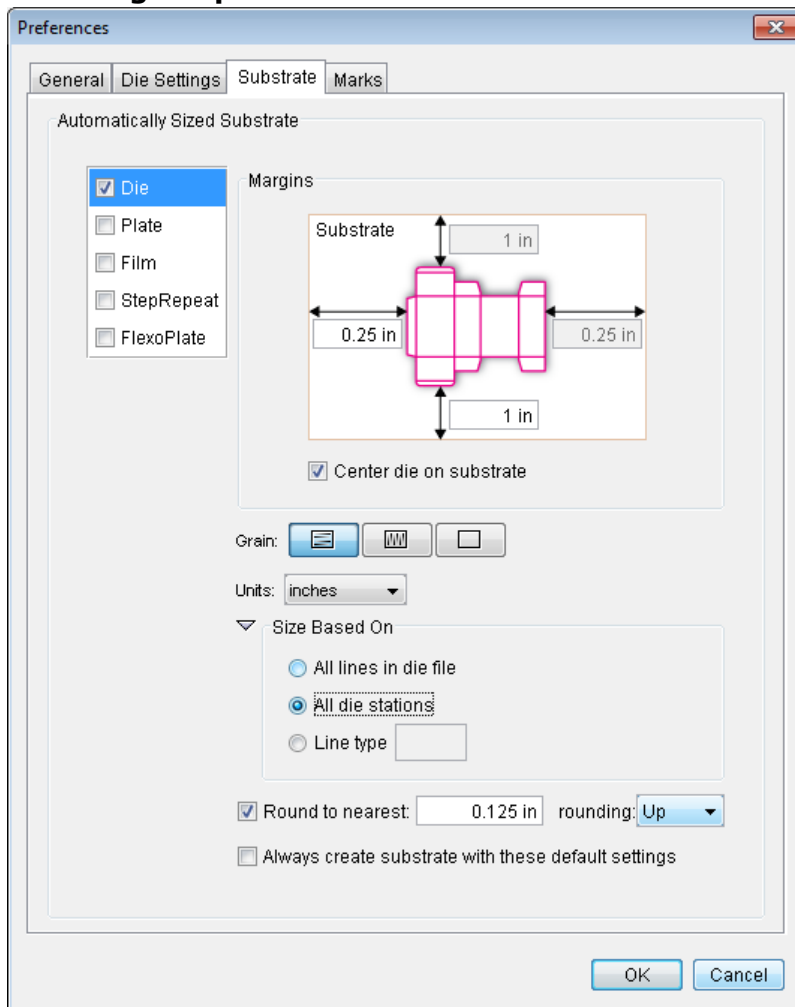 Preferences
General Die Settings Substrate Marks
Automatically Sized Substrate
Die
Plate
Film
StepRepeat
FlexoPlate
Margins
Substrate
1 in
0.25 in
0.25 in
1 in
Center die on substrate
Grain:
Units: inches
Size Based On
All lines in die file
All die stations
Line type
Round to nearest: 0.125 in rounding: Up
Always create substrate with these default settings
OK Cancel